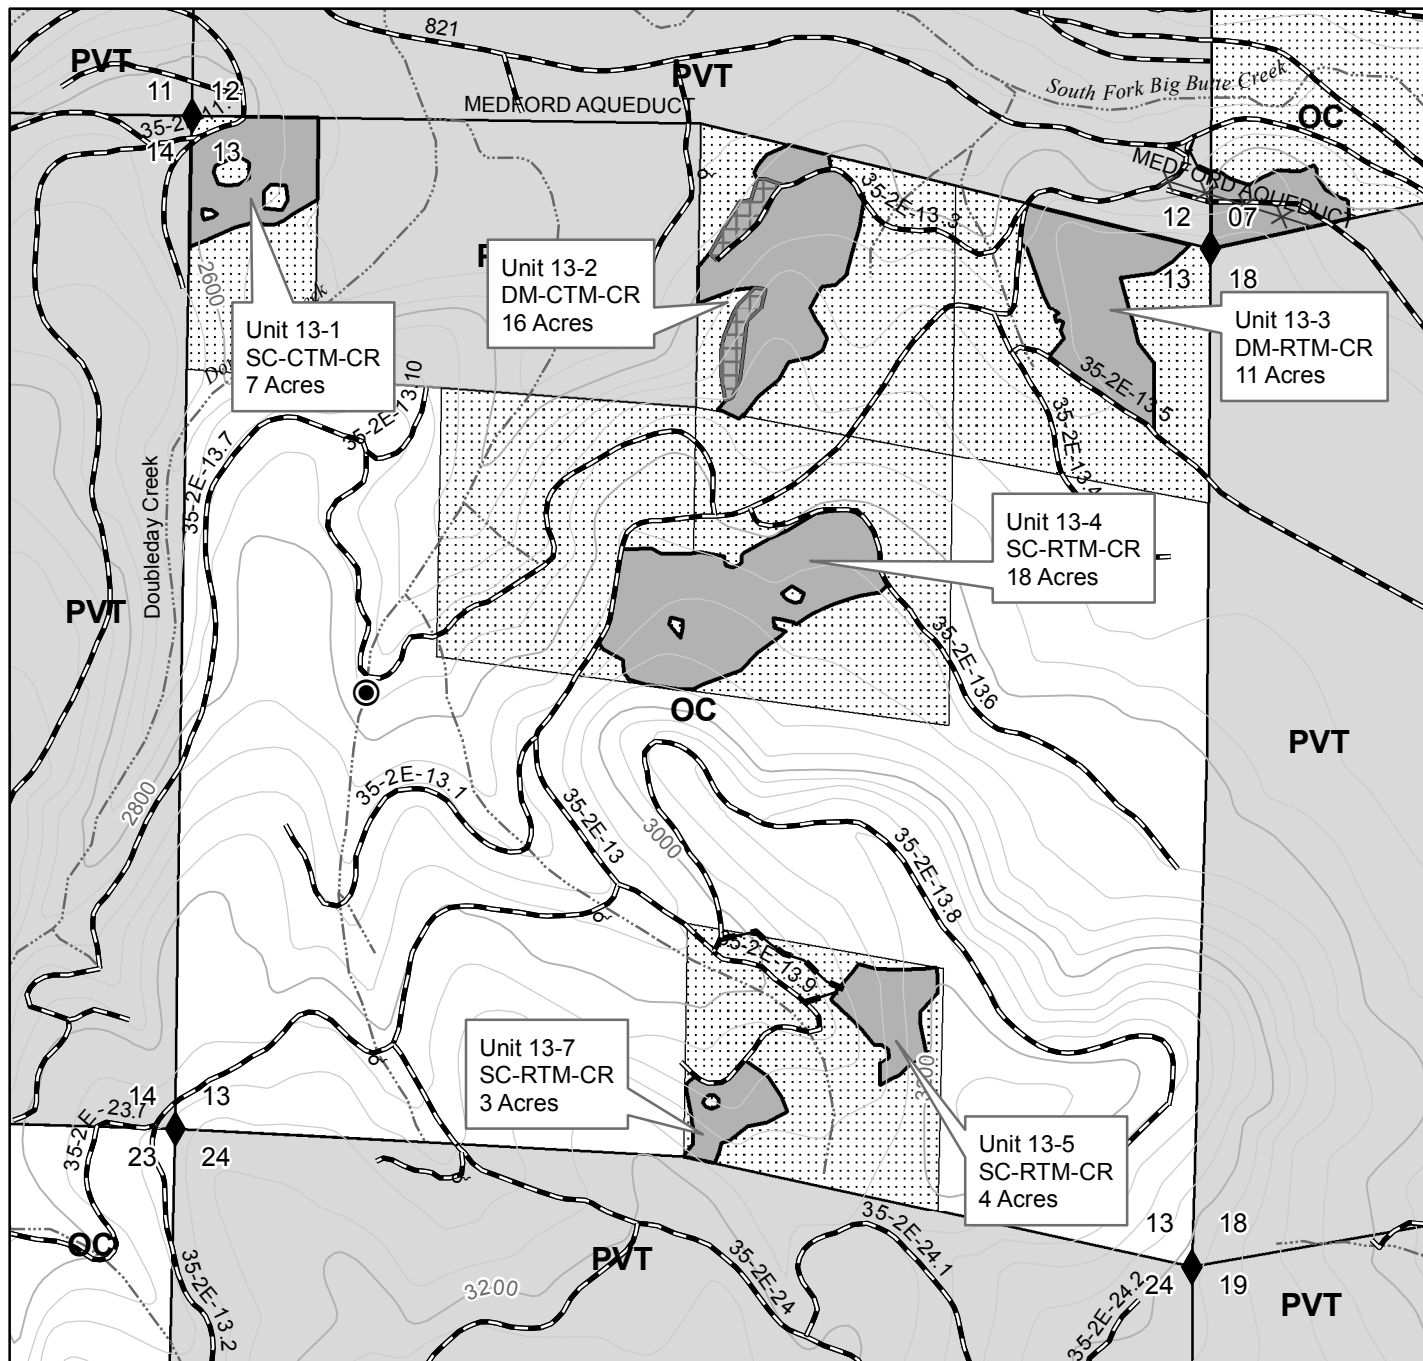 821
PVT
PVT
11
12
MEDFORD AQUEDUCT
South Fork Big Butte Creek
OC
14
13
MEDFORD AQUEDUCT
35-2E-13.3
12
07
13
18
2600
Unit 13-1
SC-CTM-CR
7 Acres
Unit 13-2
DM-CTM-CR
16 Acres
Unit 13-3
DM-RTM-CR
11 Acres
35-2E-13.10
35-2E-13.5
35-2E-13.4
35-2E-13.7
Doubleday Creek
Unit 13-4
SC-RTM-CR
18 Acres
PVT
35-2E-136
OC
PVT
2800
35-2E-13.1
35-2E-13
3000
35-2E-13.8
35-2E-13.9
Unit 13-7
SC-RTM-CR
3 Acres
14
13
35-2E-23.7
23
24
Unit 13-5
SC-RTM-CR
4 Acres
13
18
OC
35-2E-13.2
PVT
3200
35-2E-24
35-2E-24.1
35-2E-24.2
24
19
PVT